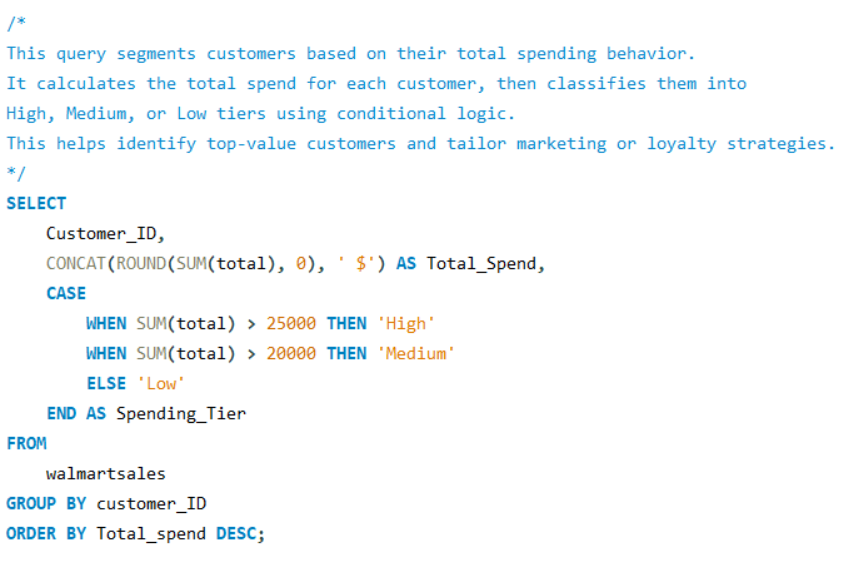 /*
This query segments customers based on their total spending behavior.
It calculates the total spend for each customer, then classifies them into
High, Medium, or Low tiers using conditional logic.
This helps identify top-value customers and tailor marketing or loyalty strategies.
*/
SELECT
    Customer_ID,
    CONCAT(ROUND(SUM(total), 0), ' $') AS Total_Spend,
    CASE
        WHEN SUM(total) > 25000 THEN 'High'
        WHEN SUM(total) > 20000 THEN 'Medium'
        ELSE 'Low'
    END AS Spending_Tier
FROM
    walmartsales
GROUP BY customer_ID
ORDER BY Total_spend DESC;